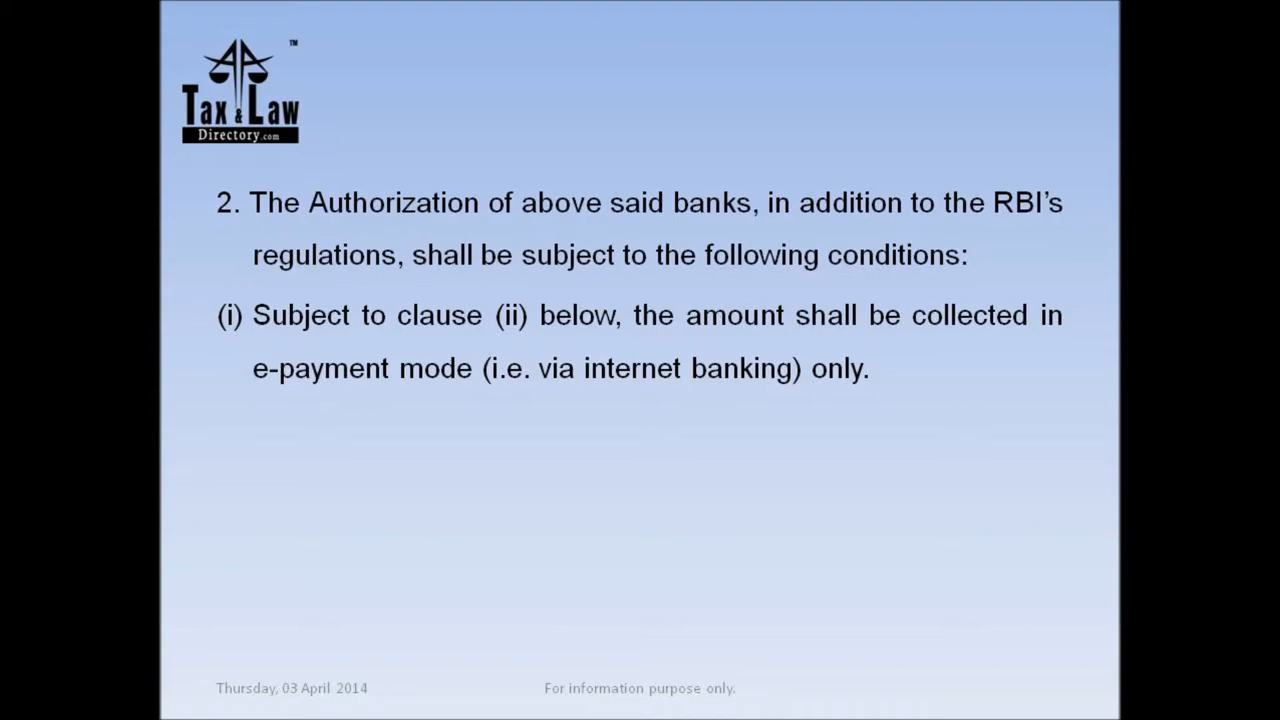 TM
Tax & Law
Directory.com
2. The Authorization of above said banks, in addition to the RBI’s
regulations, shall be subject to the following conditions:
(i) Subject to clause (ii) below, the amount shall be collected in
e-payment mode (i.e. via internet banking) only.
Thursday, 03 April 2014
For information purpose only.